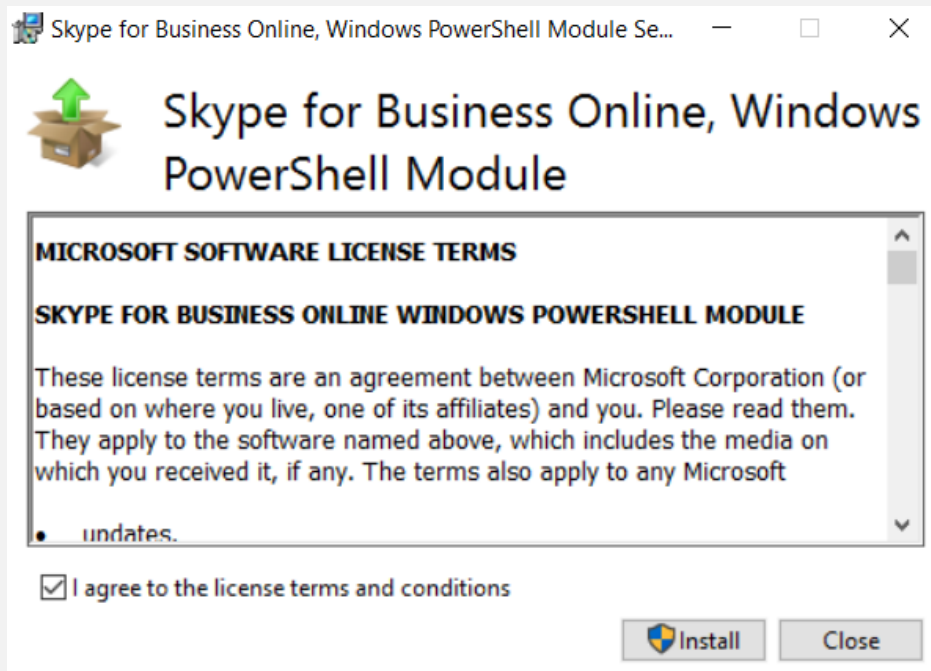 Skype for Business Online, Windows PowerShell Module Se...
Skype for Business Online, Windows
PowerShell Module
MICROSOFT SOFTWARE LICENSE TERMS
SKYPE FOR BUSINESS ONLINE WINDOWS POWERSHELL MODULE
These license terms are an agreement between Microsoft Corporation (or
based on where you live, one of its affiliates) and you. Please read them.
They apply to the software named above, which includes the media on
which you received it, if any. The terms also apply to any Microsoft
• updates,
I agree to the license terms and conditions
Install
Close